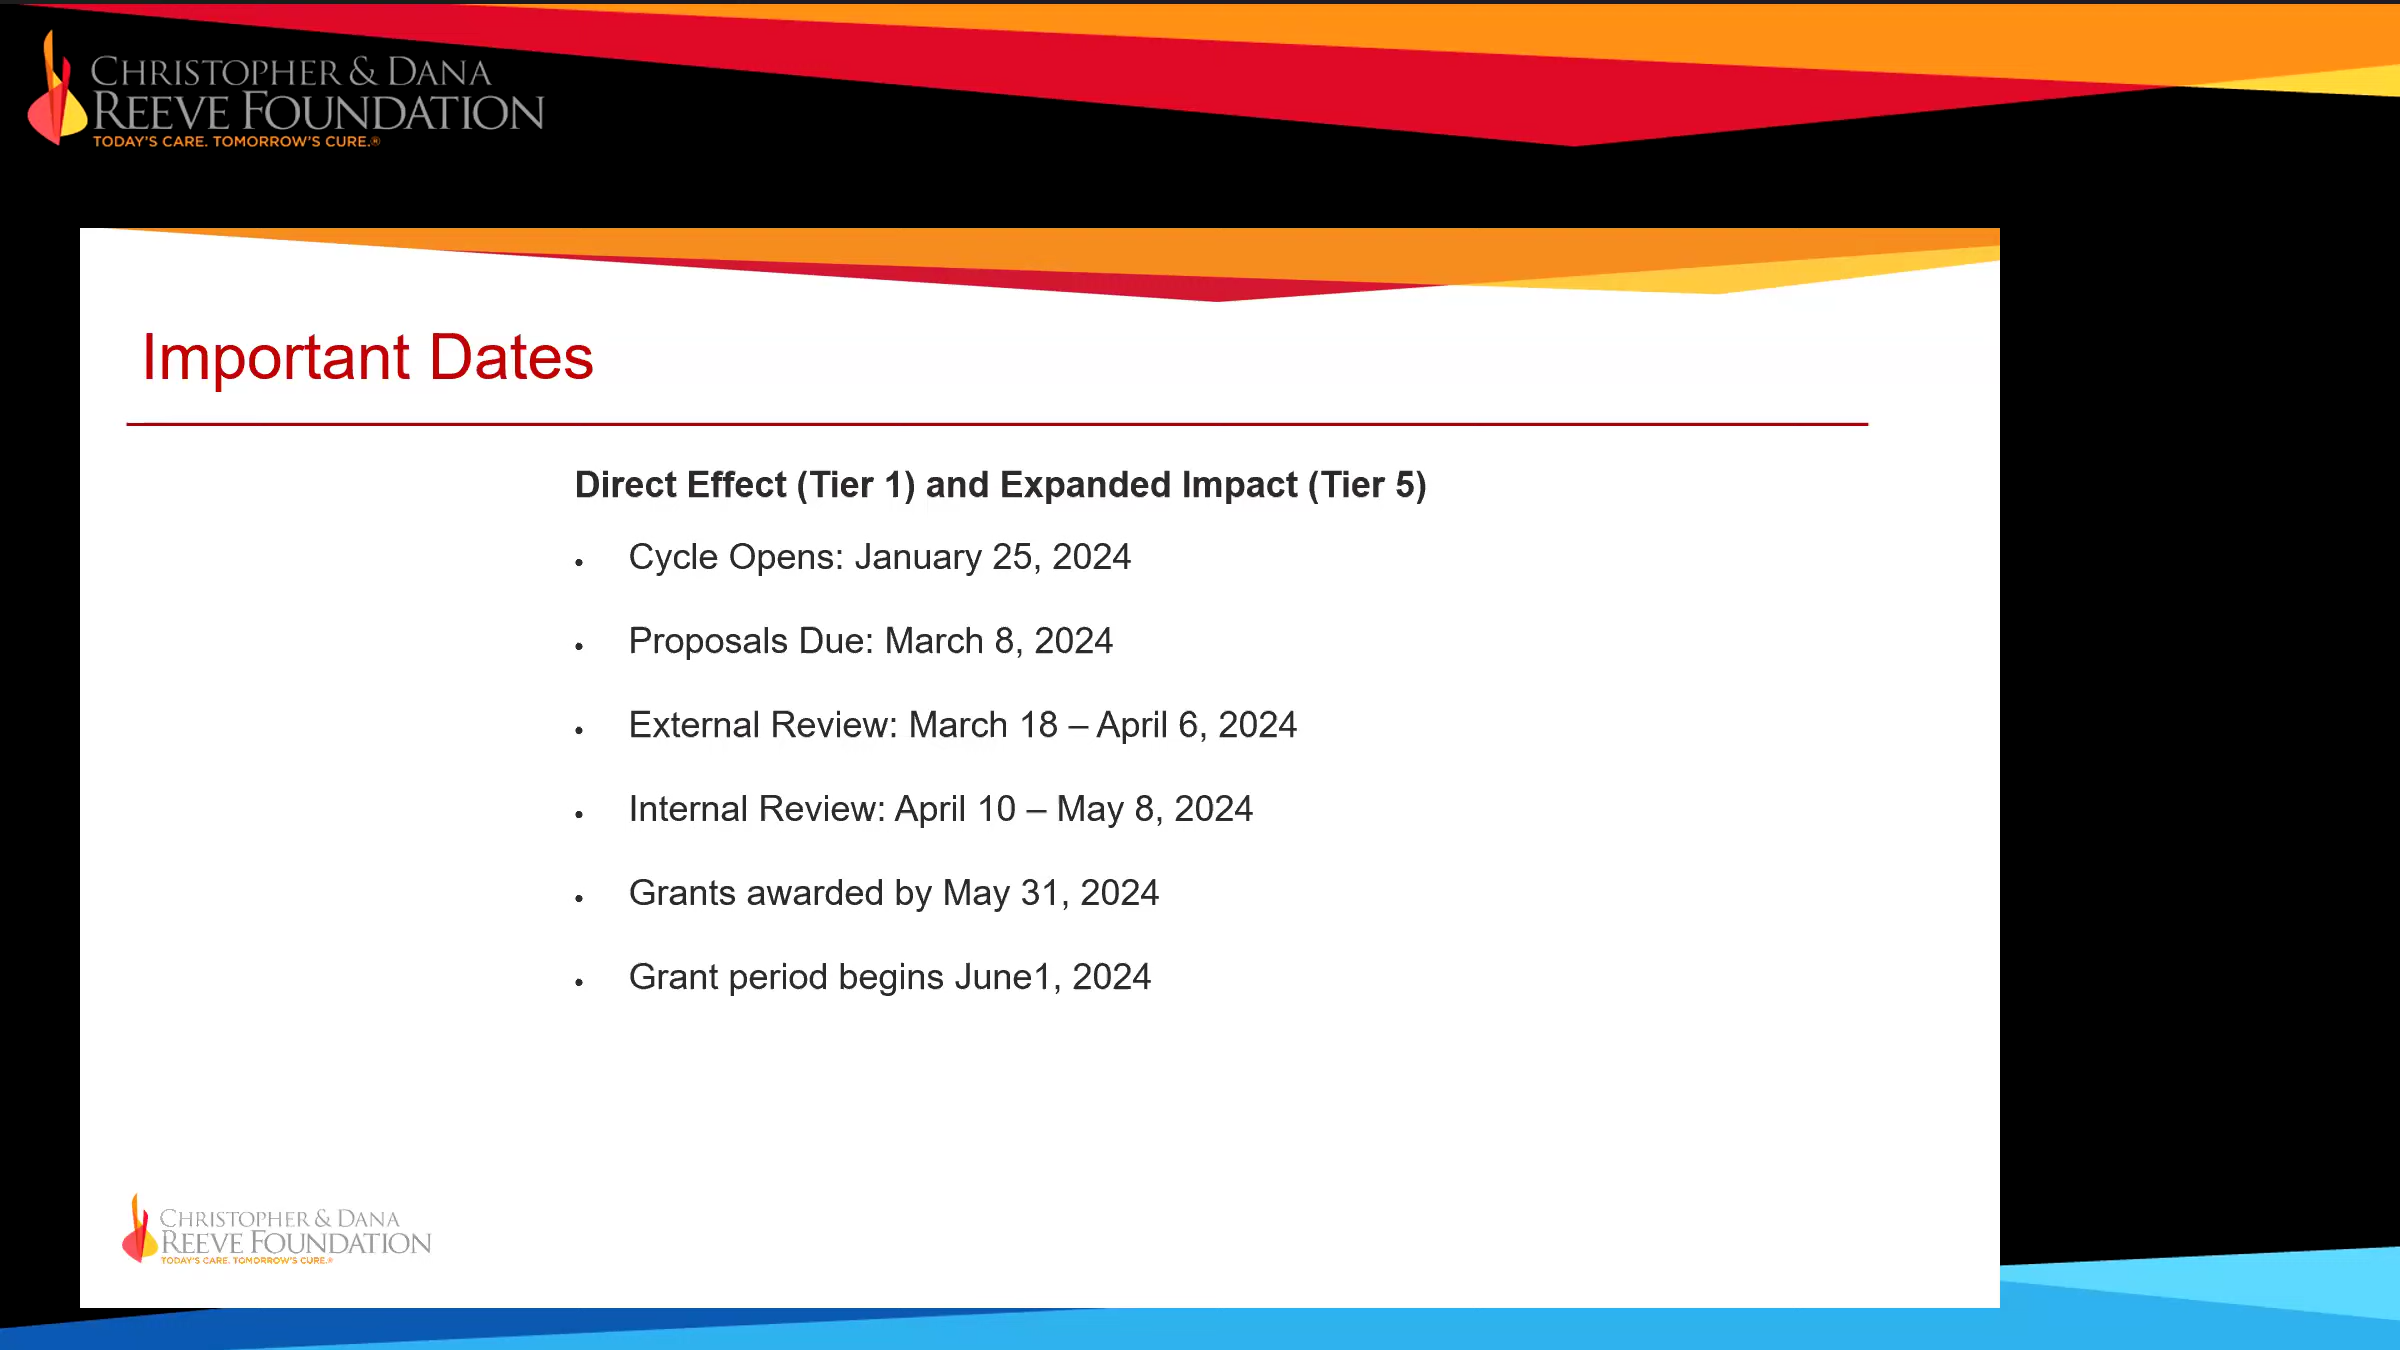 CHRISTOPHER & DANA
REEVE FOUNDATION
TODAY'S CARE. TOMORROW'S CURE.®
Important Dates
Direct Effect (Tier 1) and Expanded Impact (Tier 5)
• Cycle Opens: January 25, 2024
• Proposals Due: March 8, 2024
• External Review: March 18 – April 6, 2024
• Internal Review: April 10 – May 8, 2024
• Grants awarded by May 31, 2024
• Grant period begins June1, 2024
CHRISTOPHER & DANA
REEVE FOUNDATION
TODAY'S CARE. TOMORROW'S CURE.®